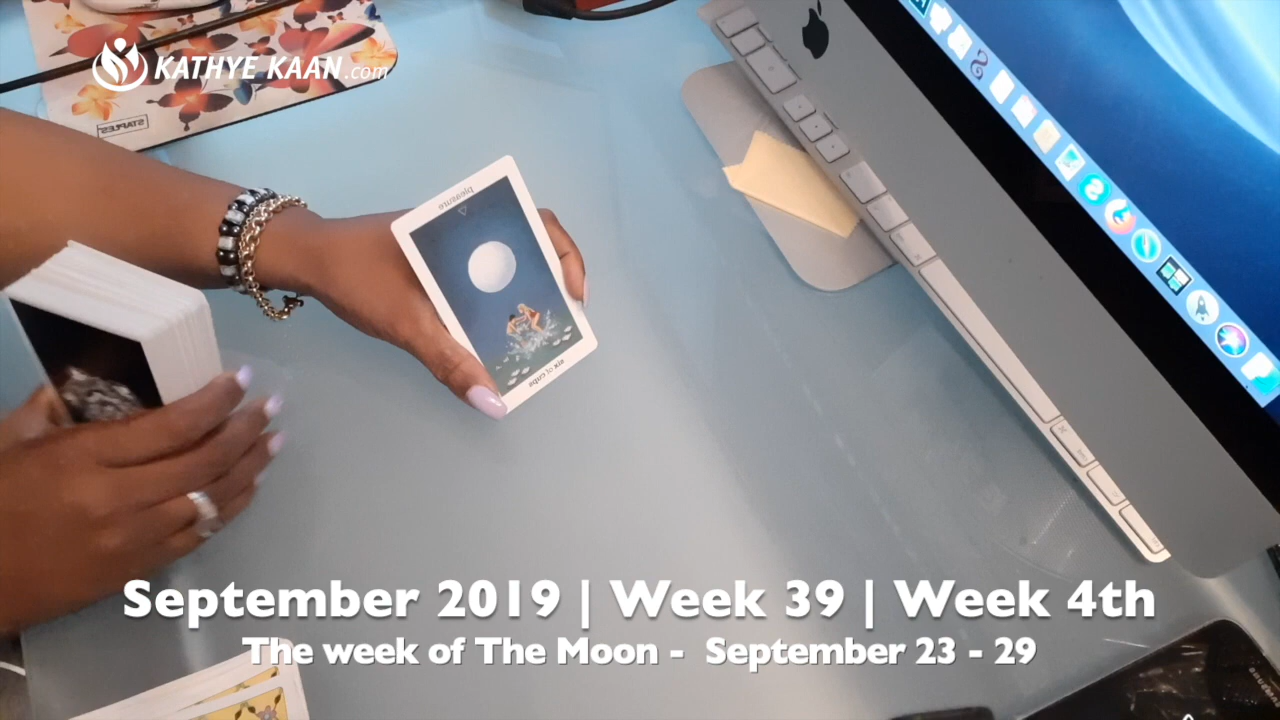 KATHYE KAAN.com
STAPLES
pleasure
six of cups
September 2019 | Week 39 | Week 4th
The week of The Moon - September 23 - 29